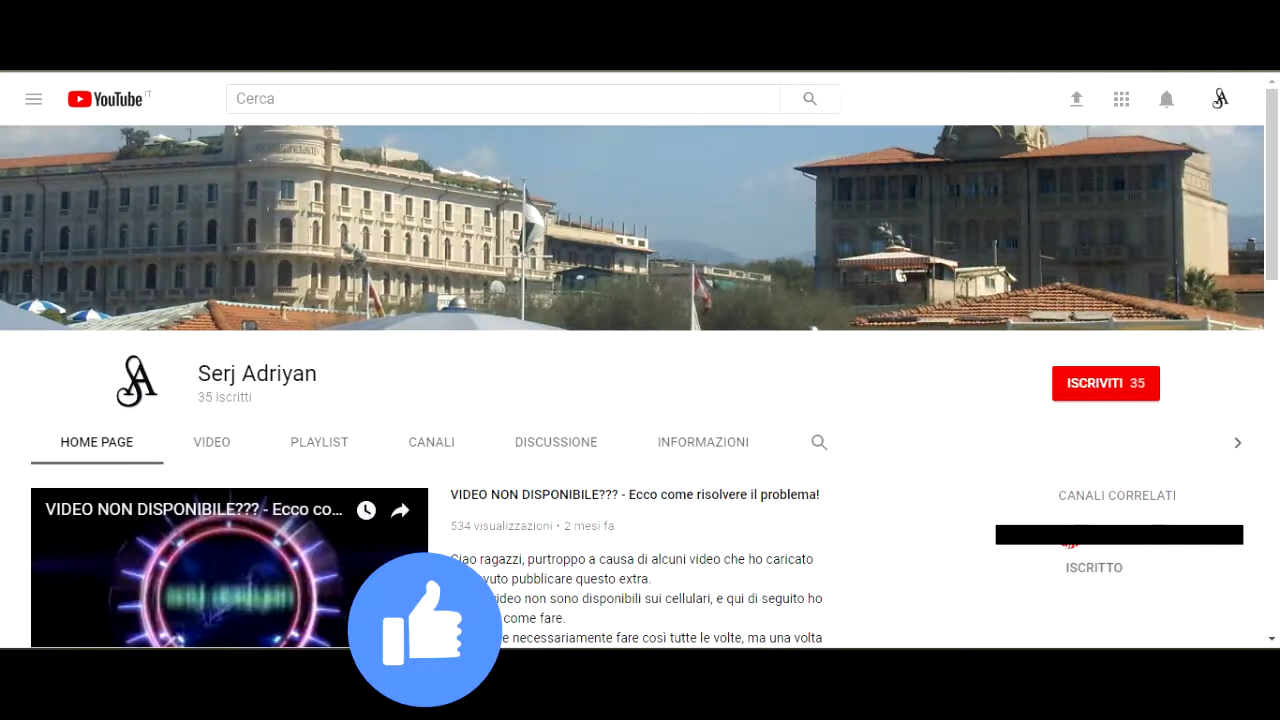 YouTube IT
Cerca
Serj Adriyan
35 iscritti
ISCRIVITI 35
HOME PAGE
VIDEO
PLAYLIST
CANALI
DISCUSSIONE
INFORMAZIONI
VIDEO NON DISPONIBILE??? - Ecco co...
VIDEO NON DISPONIBILE??? - Ecco come risolvere il problema!
534 visualizzazioni • 2 mesi fa
Ciao ragazzi, purtroppo a causa di alcuni video che ho caricato
pubblicare questo extra.
non sono disponibili sui cellulari, e qui di seguito ho
come fare.
necessariamente fare così tutte le volte, ma una volta
CANALI CORRELATI
ISCRITTO